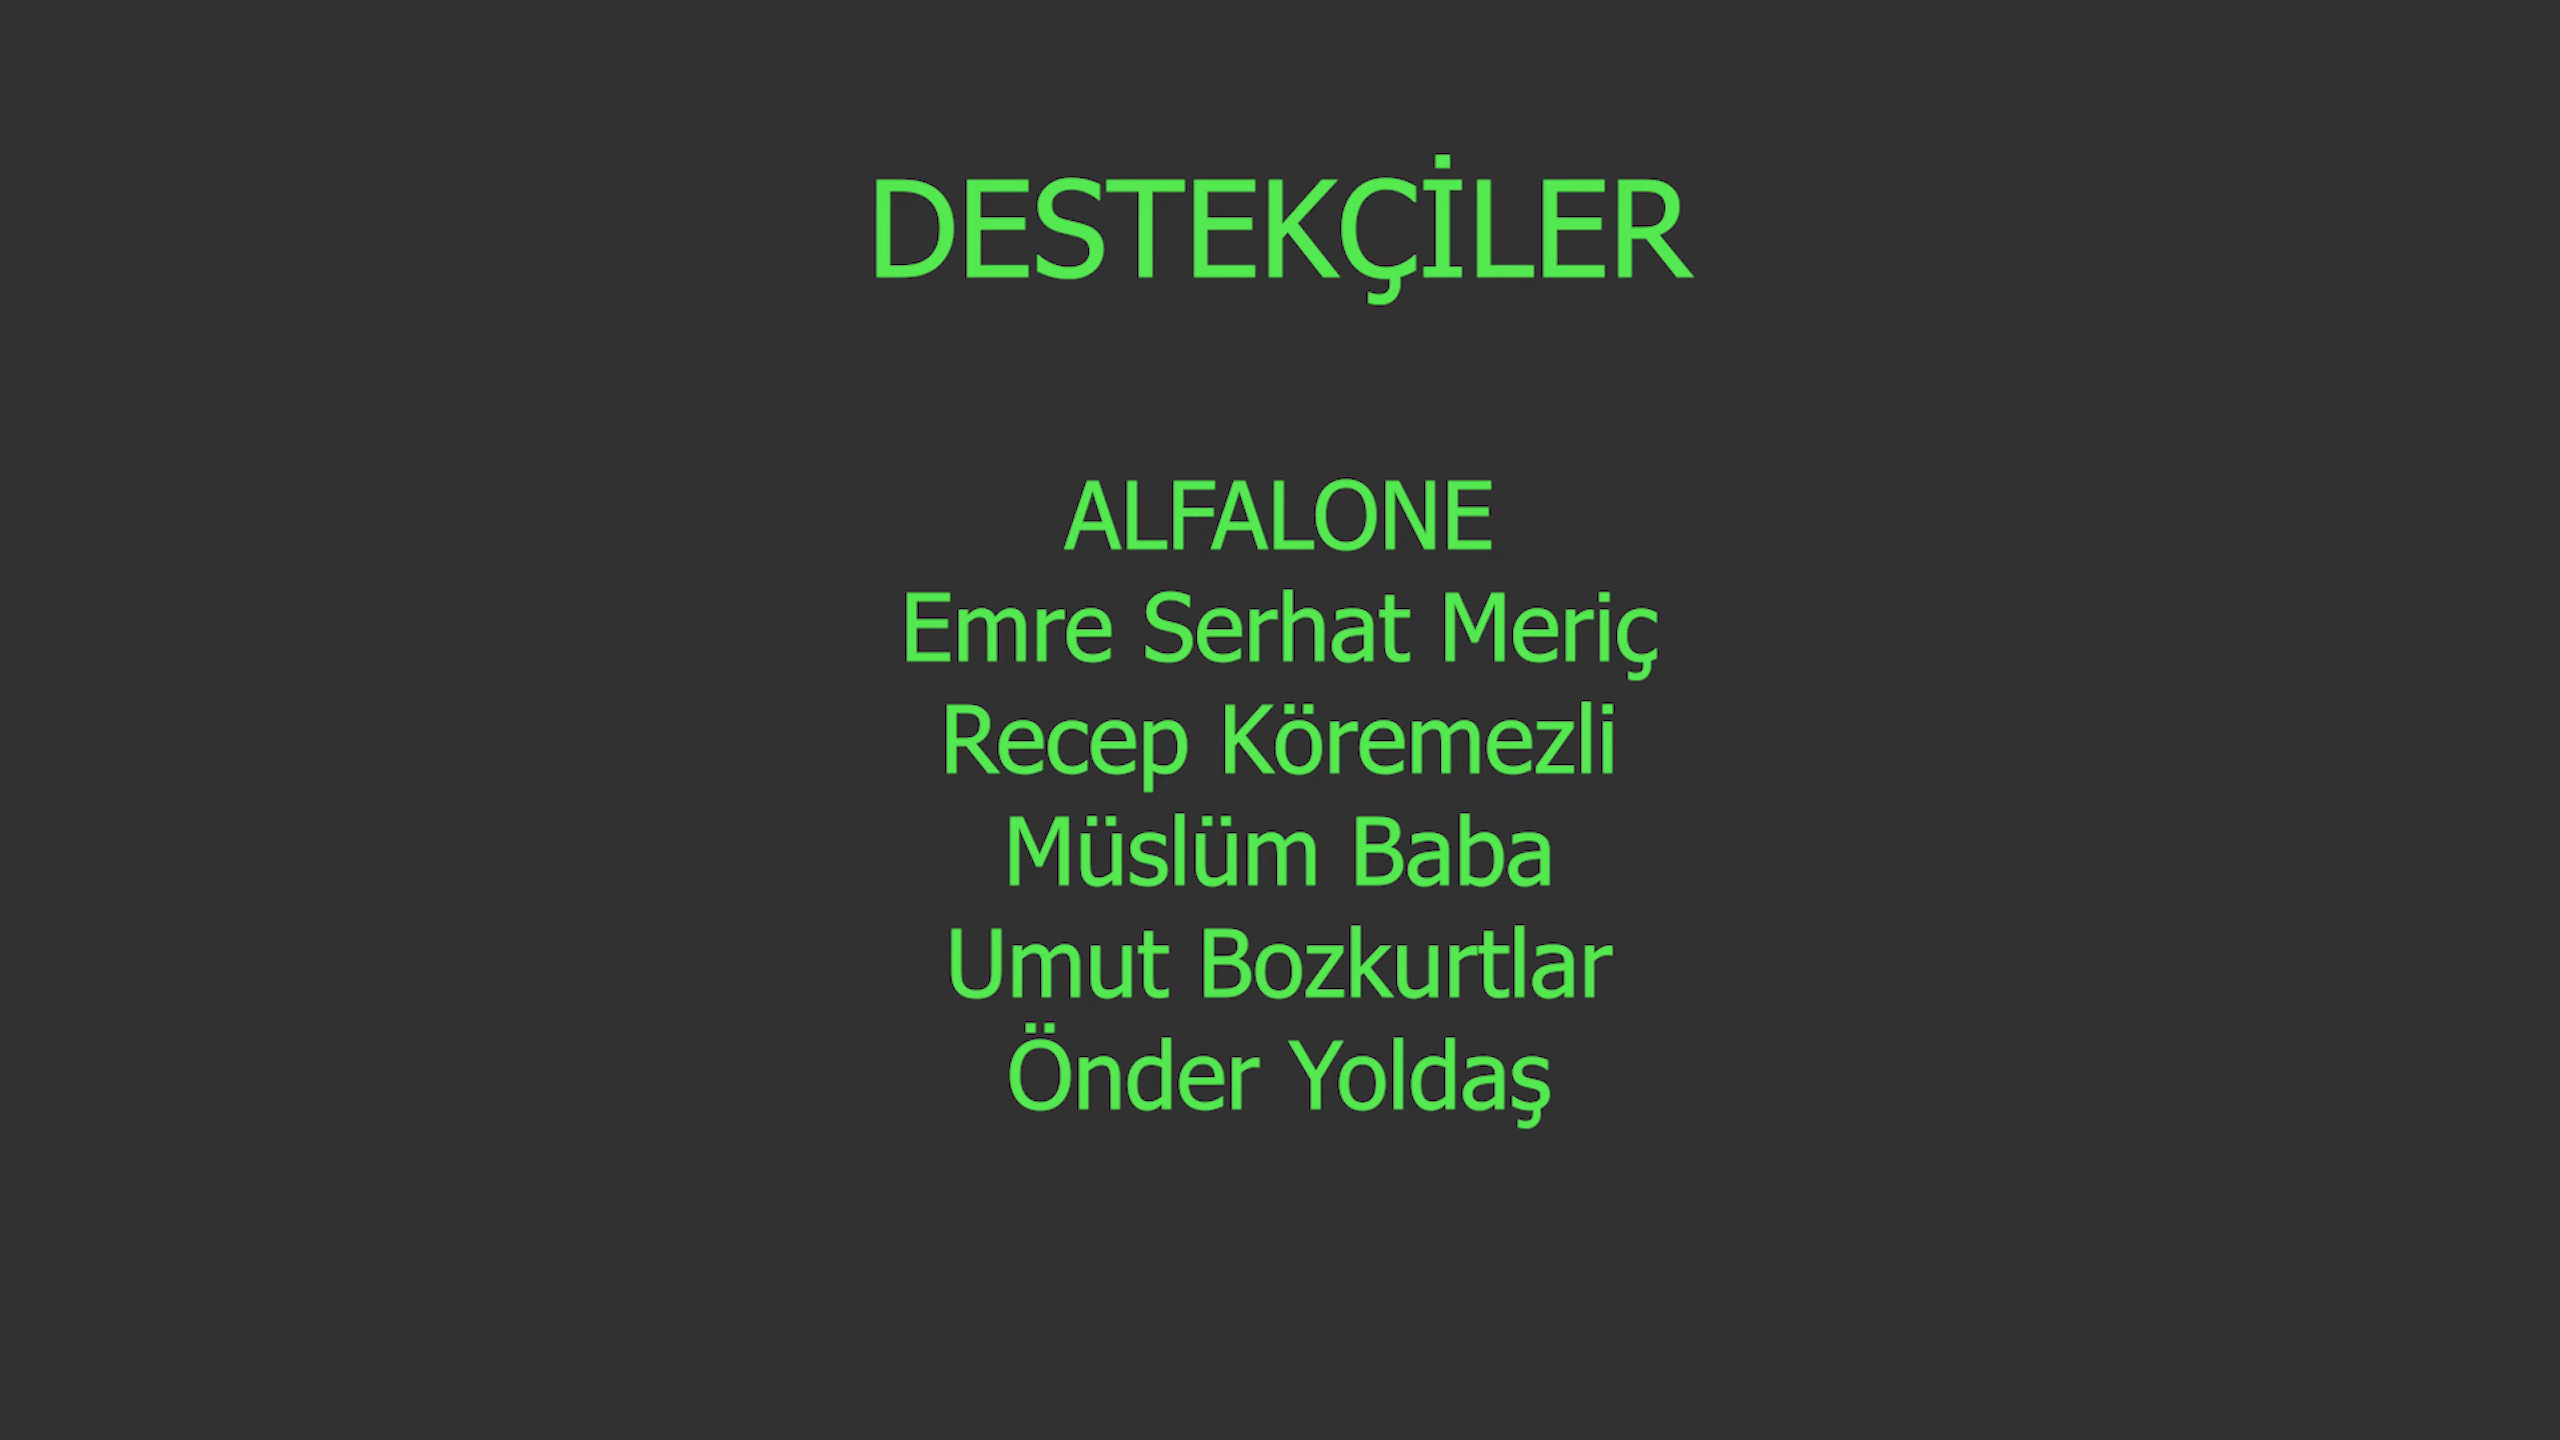 DESTEKÇİLER
ALFALONE
Emre Serhat Meriç
Recep Köremezli
Müslüm Baba
Umut Bozkurtlar
Önder Yoldaş